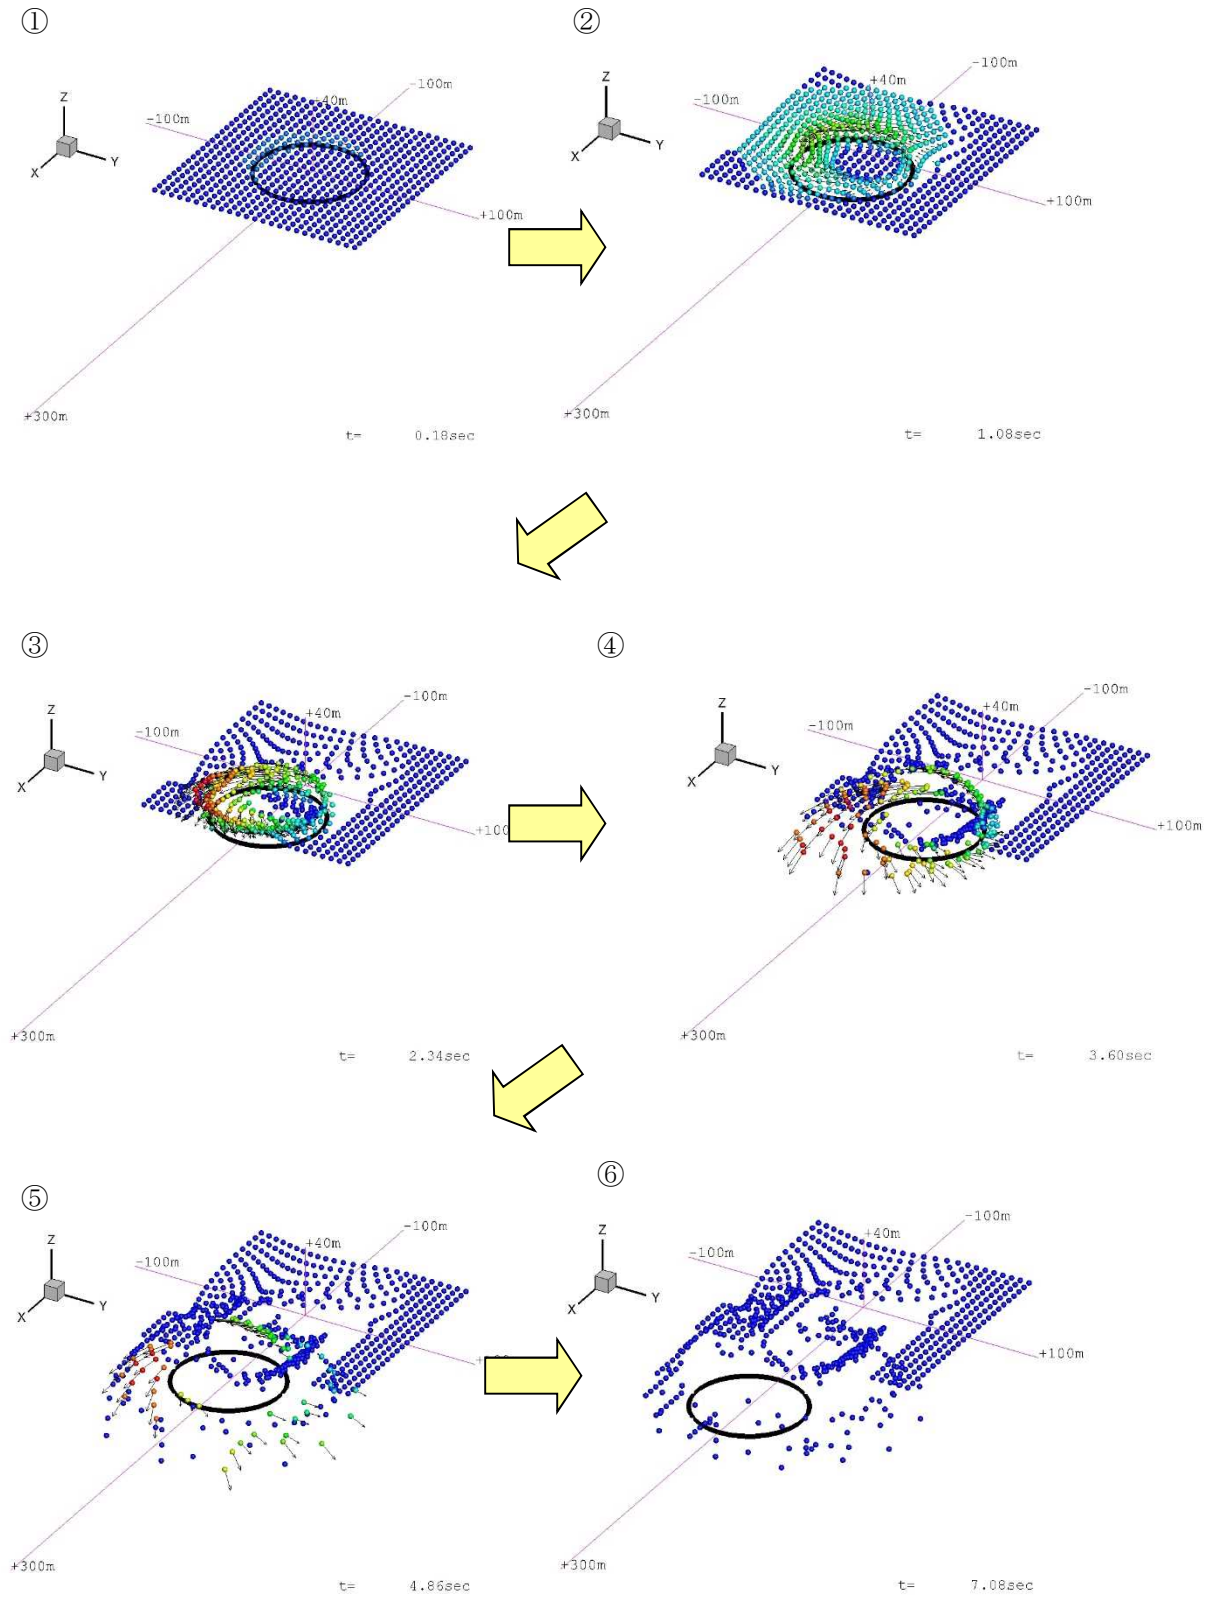 ①
Z
Y
X
-100m
+40m
-100m
+100m
+300m
t= 0.18sec
②
Z
Y
X
-100m
+40m
-100m
+100m
+300m
t= 1.08sec
③
Z
Y
X
-100m
+40m
-100m
+300m
t= 2.34sec
④
Z
Y
X
-100m
+40m
-100m
+100m
+300m
t= 3.60sec
⑤
Z
Y
X
-100m
+40m
-100m
+300m
t= 4.86sec
⑥
Z
Y
X
-100m
+40m
-100m
+100m
+300m
t= 7.08sec